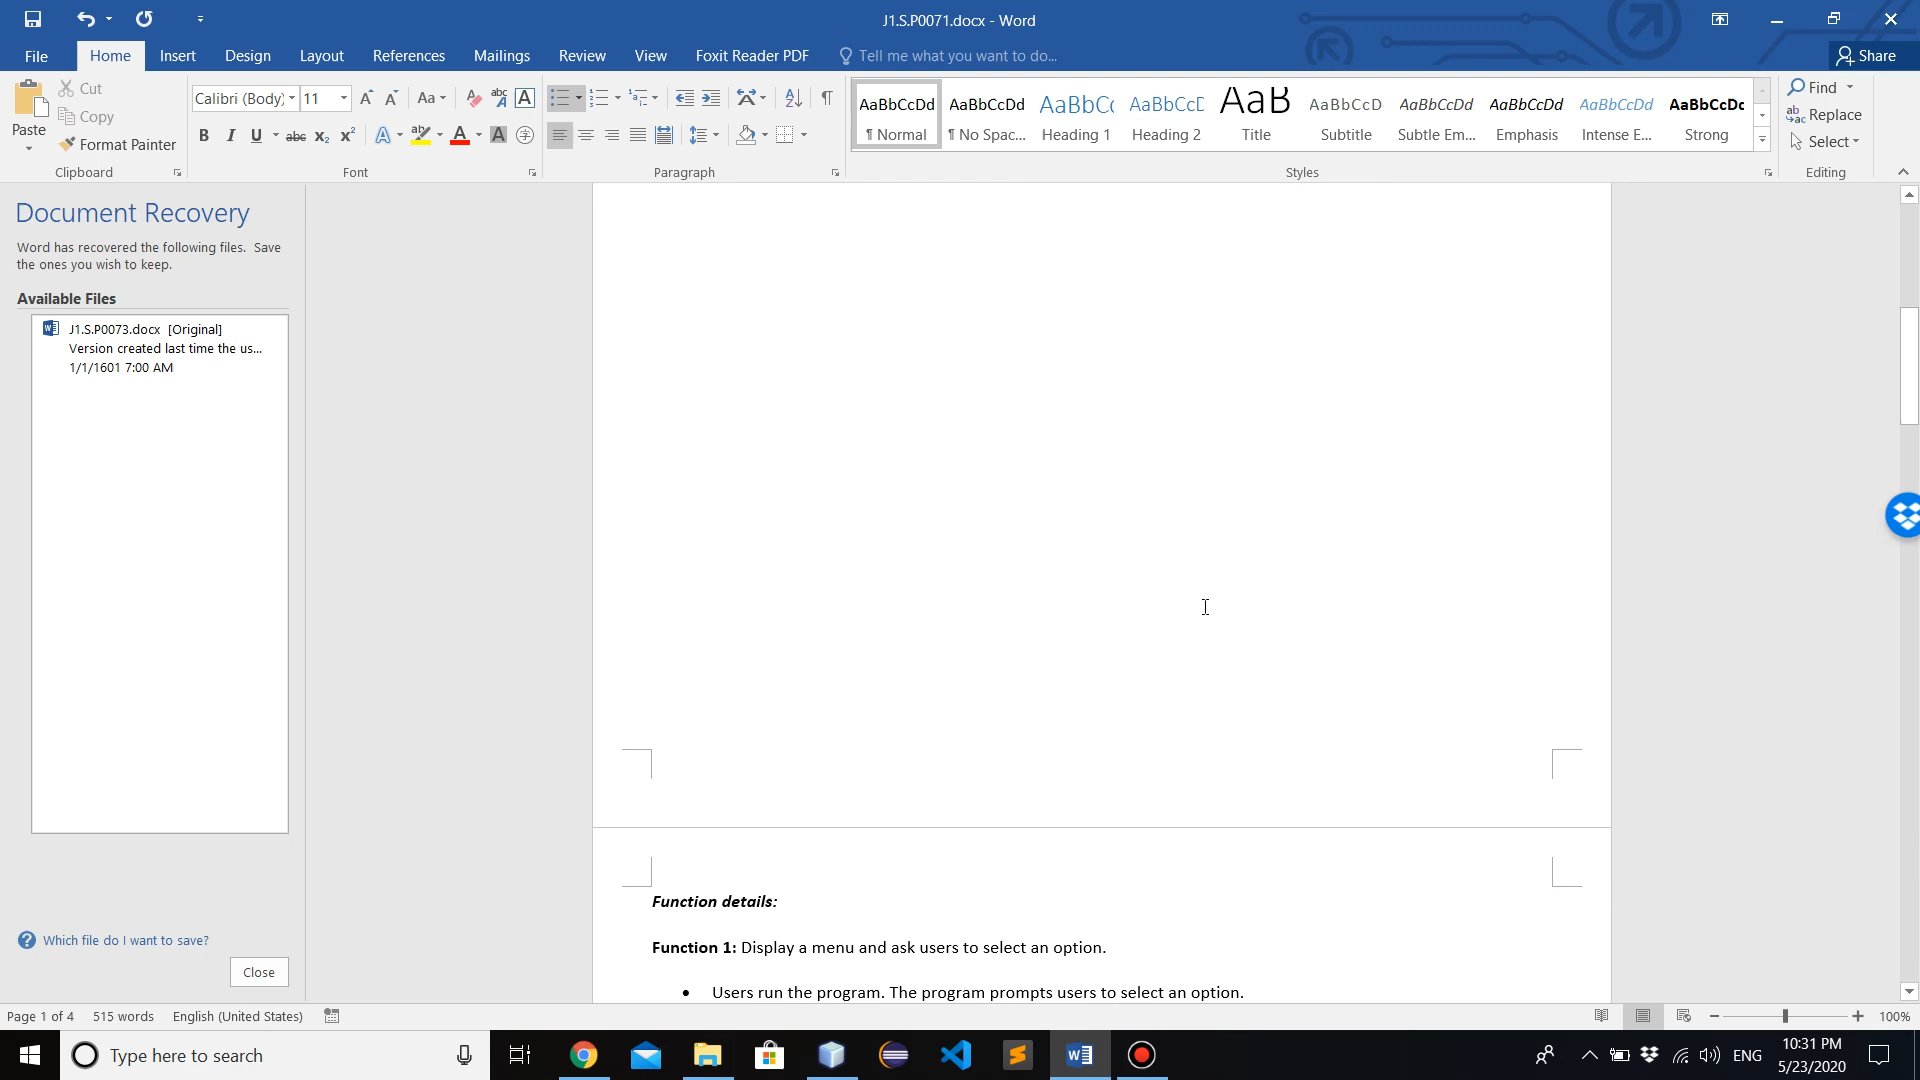 J1.S.P0071.docx - Word
File Home Insert Design Layout References Mailings Review View Foxit Reader PDF Tell me what you want to do... Share
Paste
Cut
Copy
Format Painter
Clipboard
Calibri (Body) 11
Font
Paragraph
AaBbCcDd AaBbCcDd AaBbCc AaBbCcD AaB AaBbCcD AaBbCcDd AaBbCcDd AaBbCcDd AaBbCcDc
¶ Normal ¶ No Spac... Heading 1 Heading 2 Title Subtitle Subtle Em... Emphasis Intense E... Strong
Styles
Find
Replace
Select
Editing
Document Recovery
Word has recovered the following files. Save
the ones you wish to keep.
Available Files
J1.S.P0073.docx [Original]
Version created last time the us...
1/1/1601 7:00 AM
Which file do I want to save?
Close
Function details:
Function 1: Display a menu and ask users to select an option.
• Users run the program. The program prompts users to select an option.
Page 1 of 4 515 words English (United States) 100%
Type here to search
ENG
10:31 PM
5/23/2020